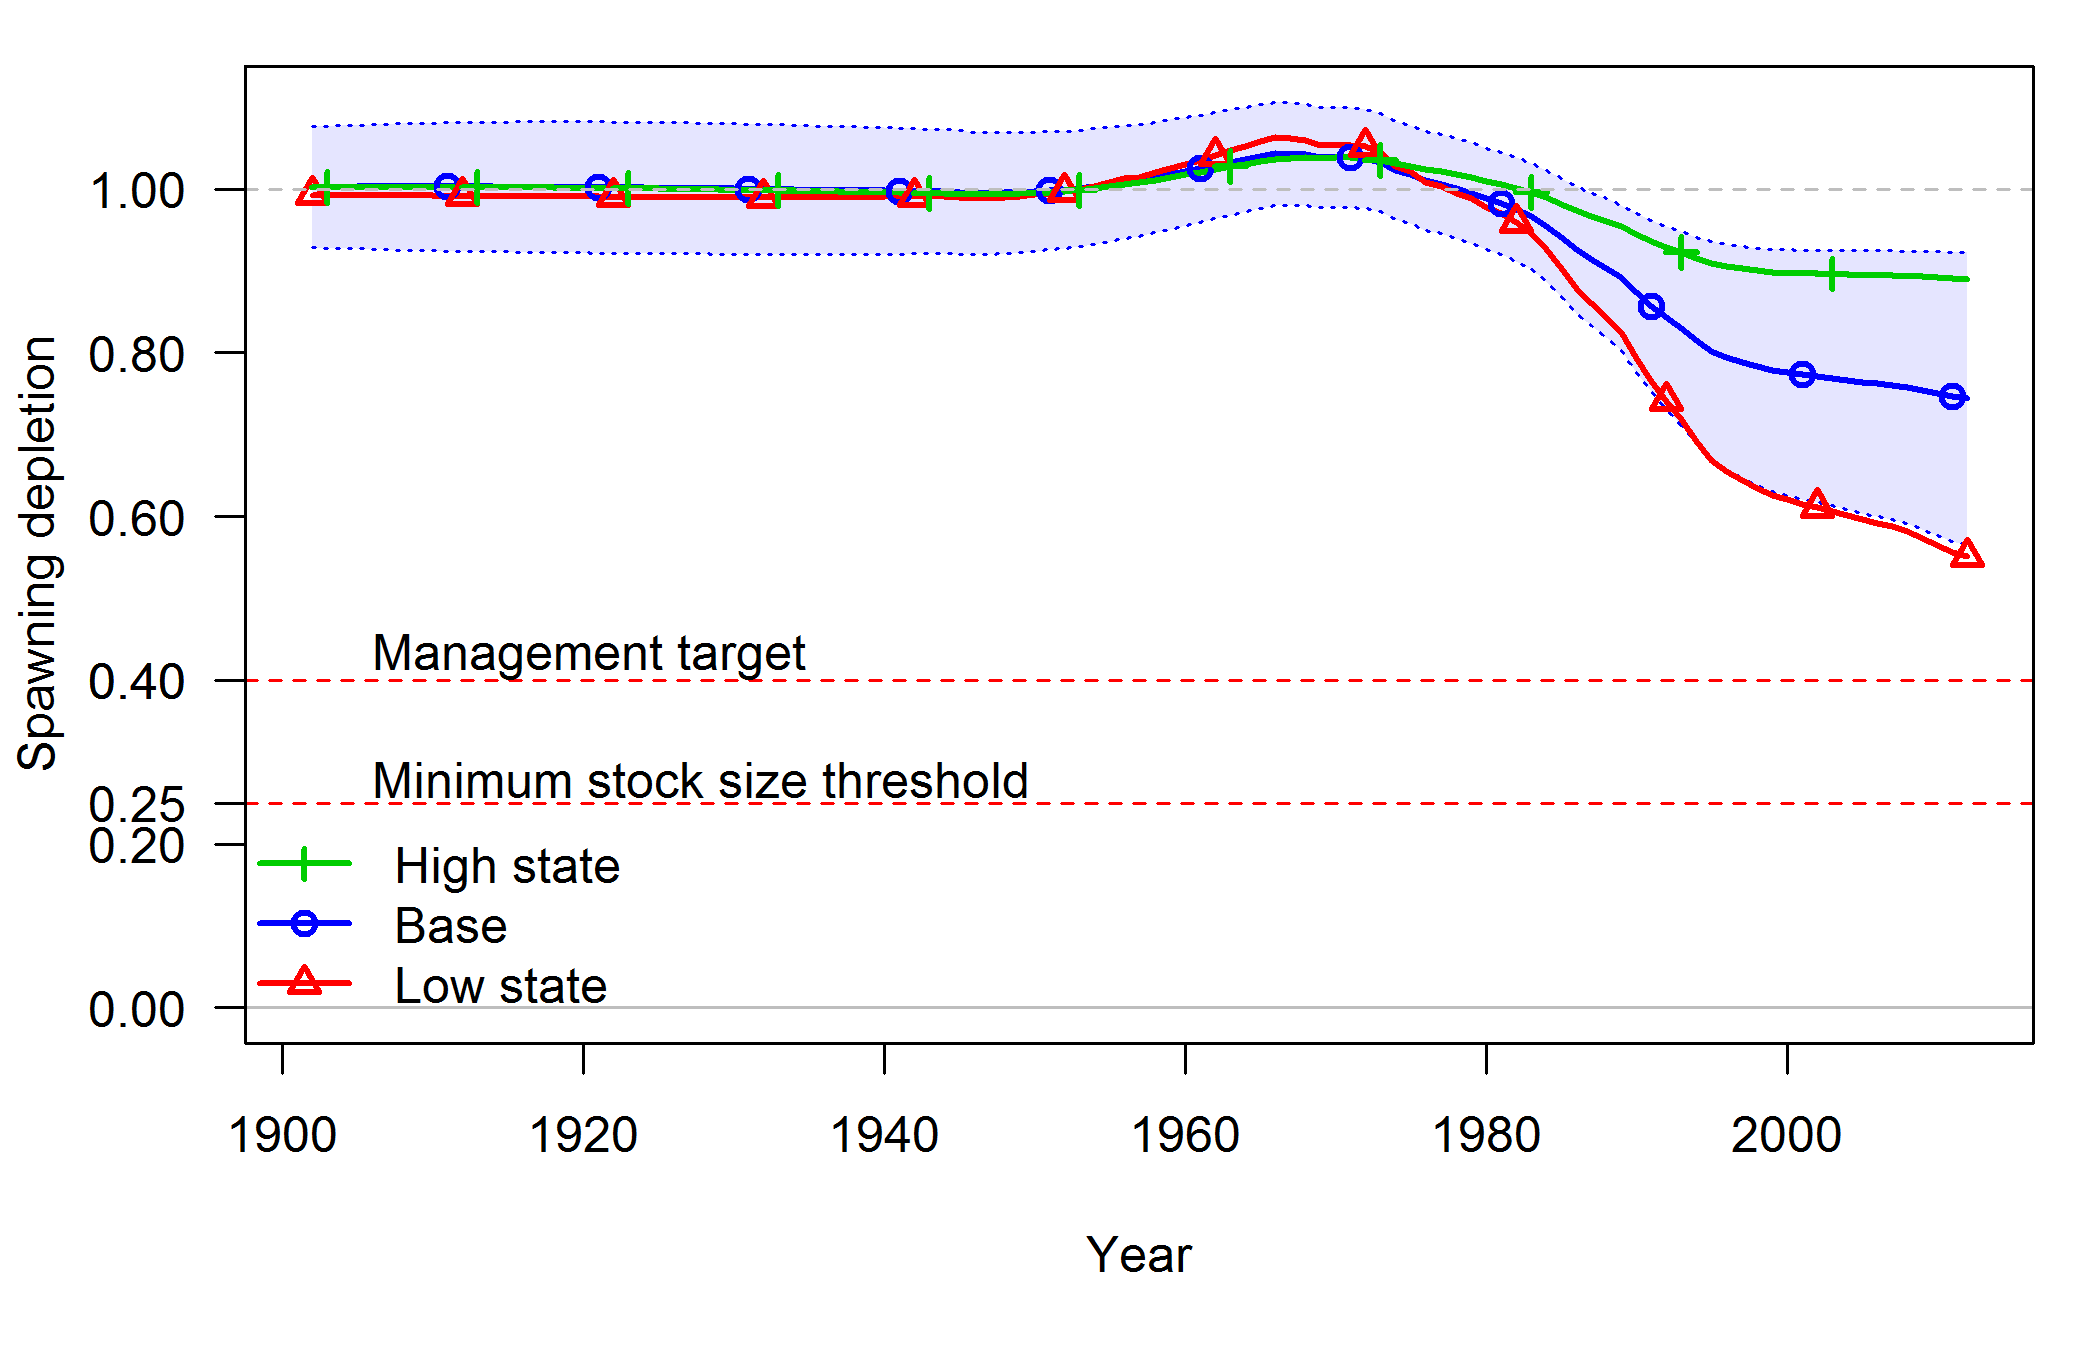 Spawning depletion
1.00
0.80
0.60
0.40
0.25
0.20
0.00
Management target
Minimum stock size threshold
High state
Base
Low state
1900 1920 1940 1960 1980 2000
Year